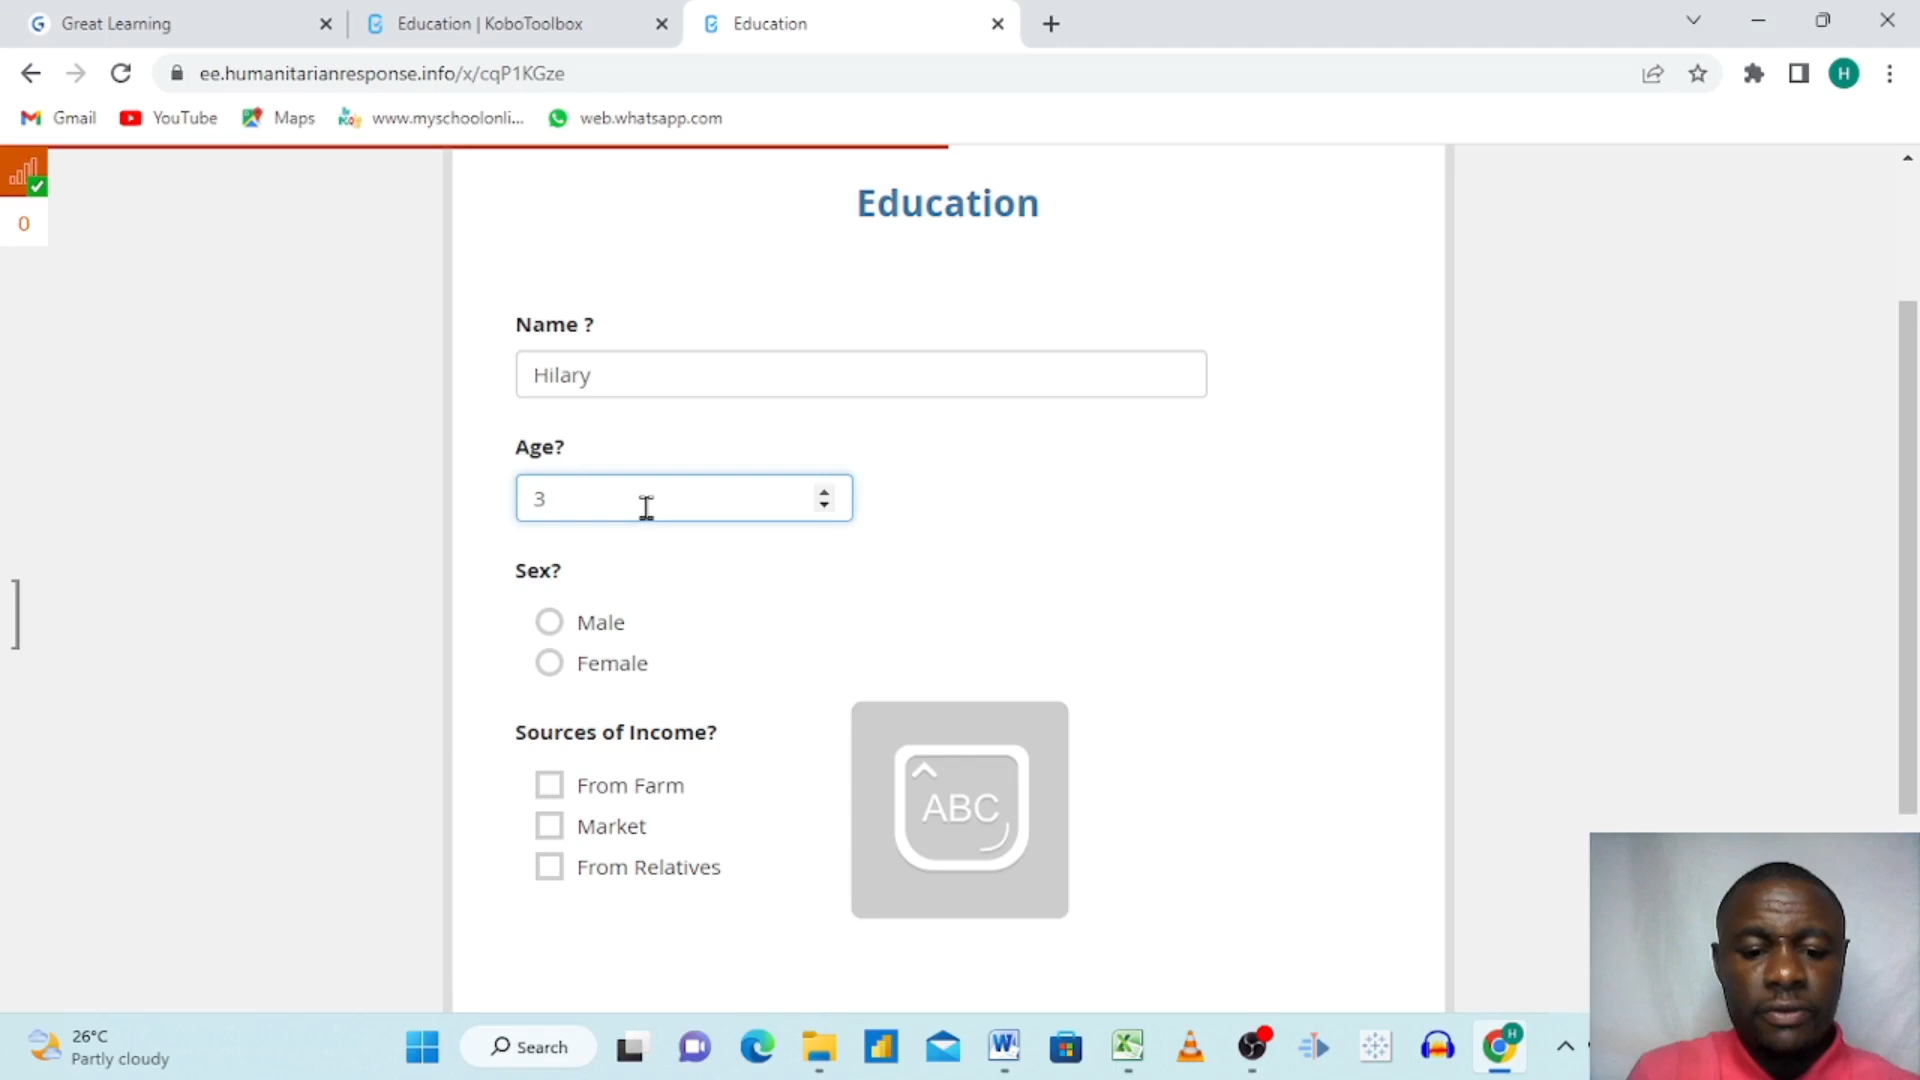 Great Learning
Education | KoboToolbox
Education
ee.humanitarianresponse.info/x/cqP1KGze
H
Gmail
YouTube
Maps
www.myschoolonli...
web.whatsapp.com
0
Education
Name ?
Hilary
Age?
3
Sex?
Male
Female
Sources of Income?
From Farm
Market
From Relatives
ABC
26°C
Partly cloudy
Search
H